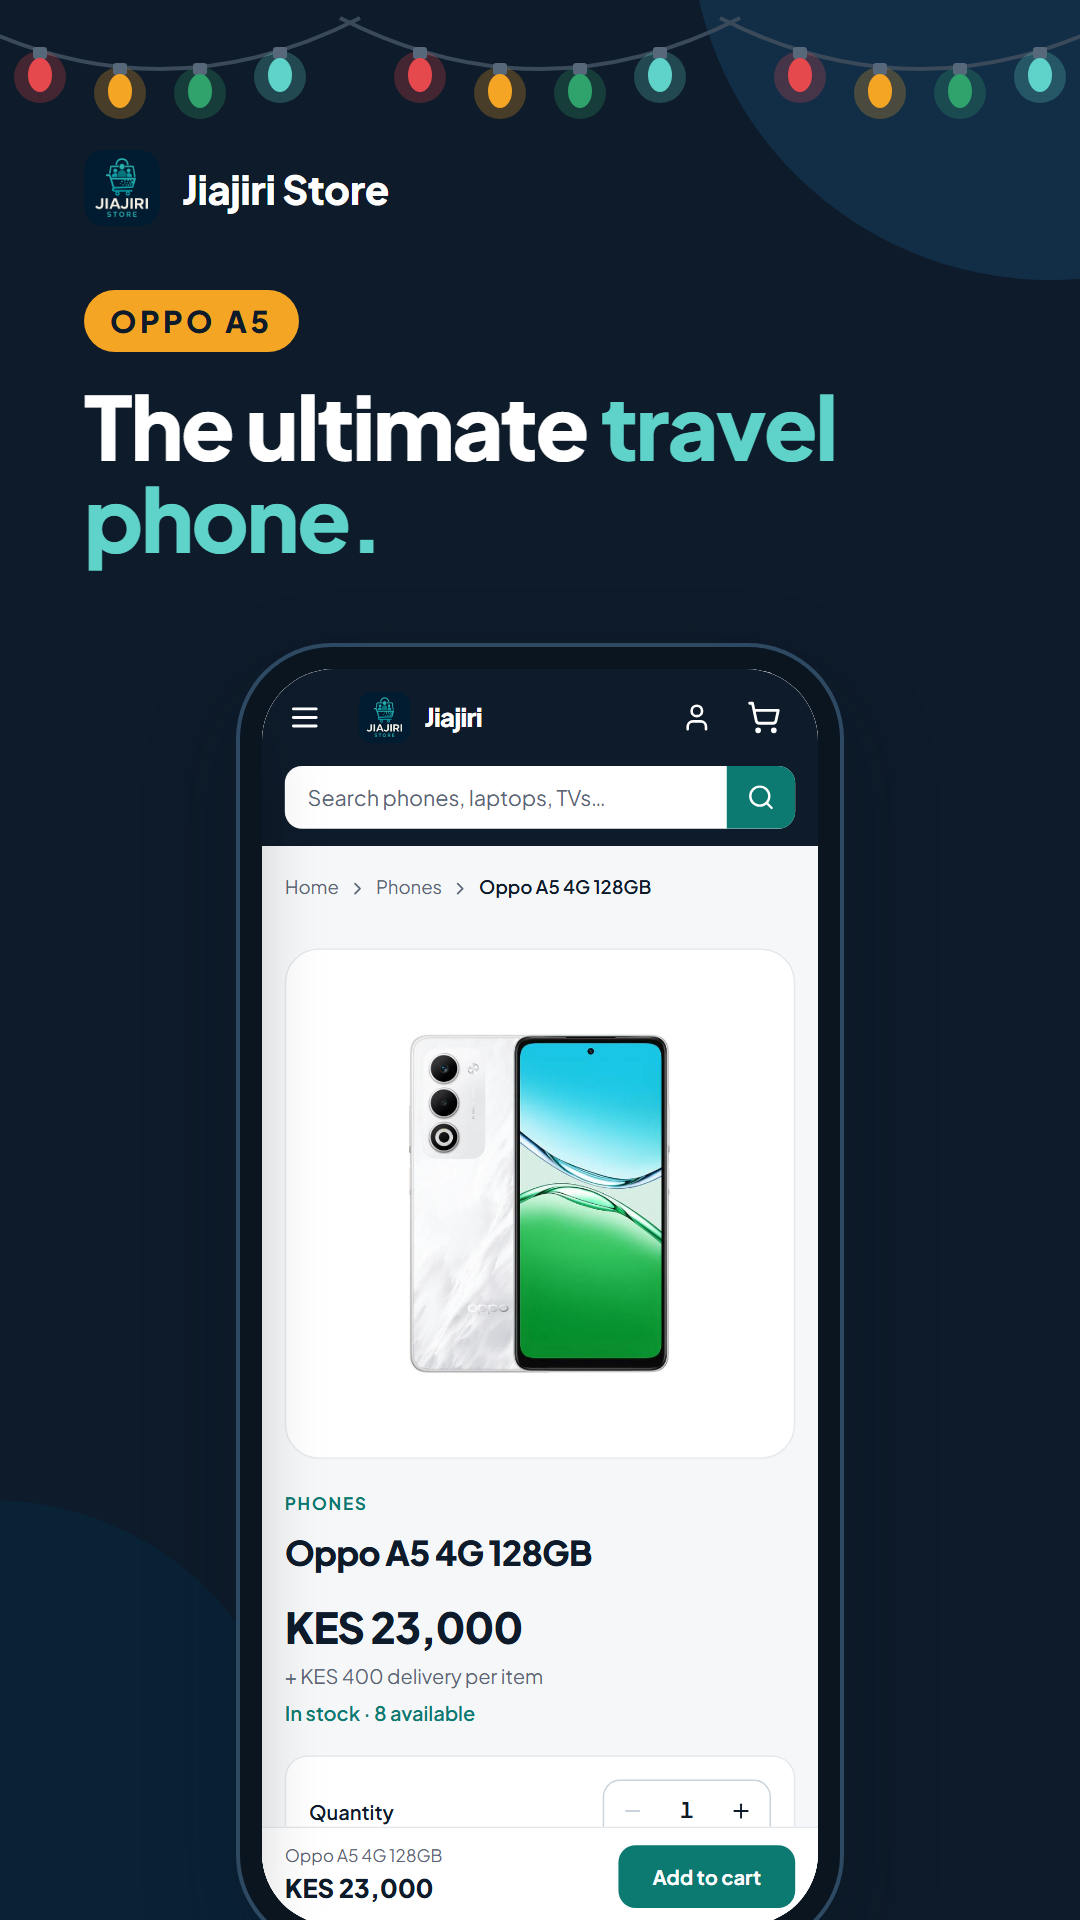 JIAJIRI
STORE
Jiajiri Store
OPPO A5
The ultimate travel
phone.
JIAJIRI
STORE
Jiajiri
Search phones, laptops, TVs...
Home > Phones > Oppo A5 4G 128GB
oppo
PHONES
Oppo A5 4G 128GB
KES 23,000
+ KES 400 delivery per item
In stock · 8 available
Quantity
− 1 +
Oppo A5 4G 128GB
KES 23,000
Add to cart